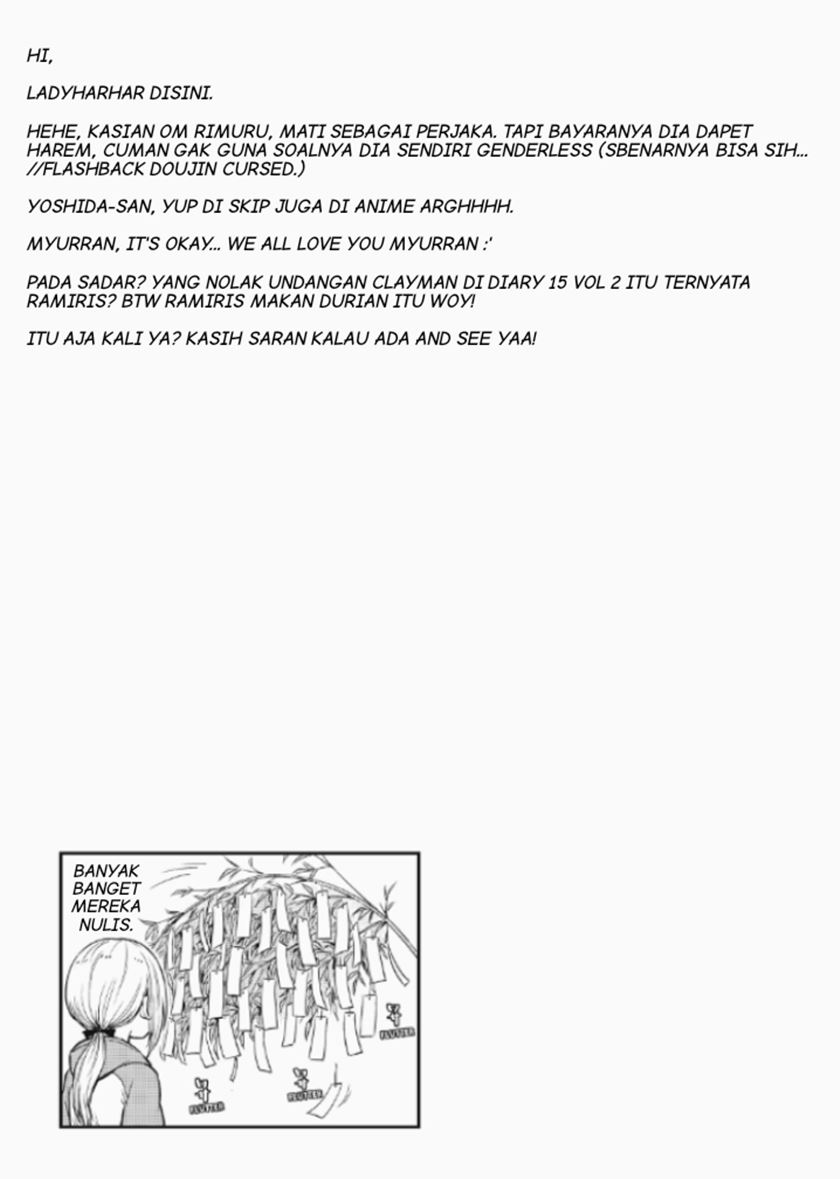 HI,
LADYHARHAR DISINI.
HEHE, KASIAN OM RIMURU, MATI SEBAGAI PERJAKA. TAPI BAYARANYA DIA DAPET
HAREM, CUMAN GAK GUNA SOALNYA DIA SENDIRI GENDERLESS (SBENARNYA BISA SIH...
//FLASHBACK DOUJIN CURSED.)
YOSHIDA-SAN, YUP DI SKIP JUGA DI ANIME ARGHHHH.
MYURRAN, IT'S OKAY... WE ALL LOVE YOU MYURRAN :'
PADA SADAR? YANG NOLAK UNDANGAN CLAYMAN DI DIARY 15 VOL 2 ITU TERNYATA
RAMIRIS? BTW RAMIRIS MAKAN DURIAN ITU WOY!
ITU AJA KALI YA? KASIH SARAN KALAU ADA AND SEE YAA!
BANYAK
BANGET
MEREKA
NULIS.
FLUTTER
FLUTTER
FLUTTER